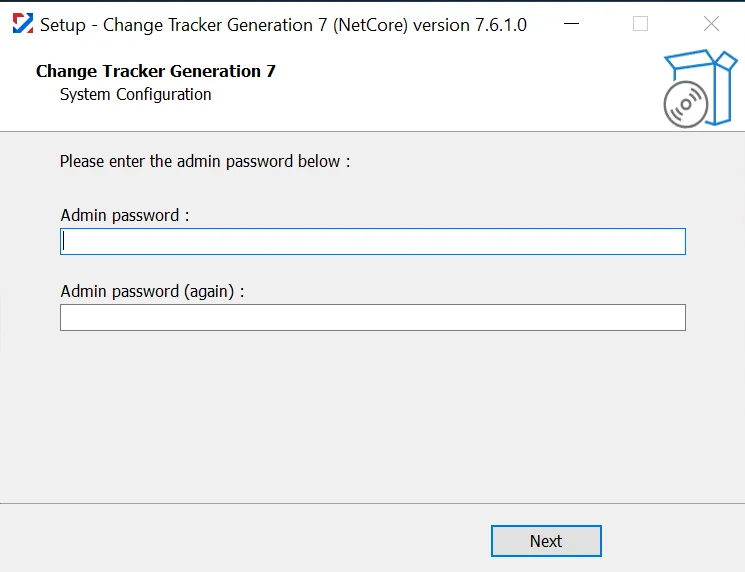 Setup - Change Tracker Generation 7 (NetCore) version 7.6.1.0
Change Tracker Generation 7
System Configuration
Please enter the admin password below :
Admin password :
Admin password (again) :
Next